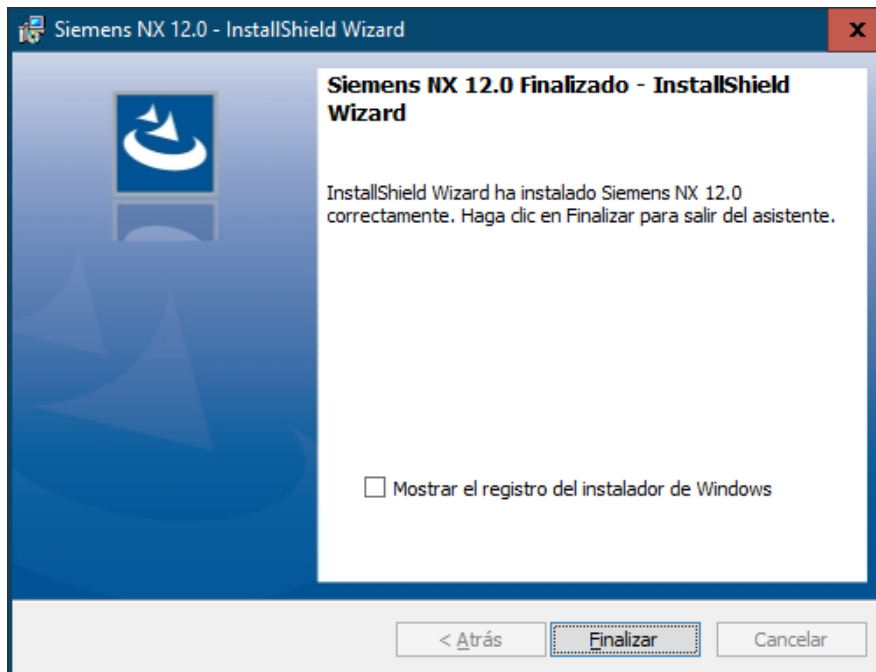 Siemens NX 12.0 - InstallShield Wizard
x
Siemens NX 12.0 Finalizado - InstallShield
Wizard
InstallShield Wizard ha instalado Siemens NX 12.0
correctamente. Haga clic en Finalizar para salir del asistente.
Mostrar el registro del instalador de Windows
< Atrás
Finalizar
Cancelar